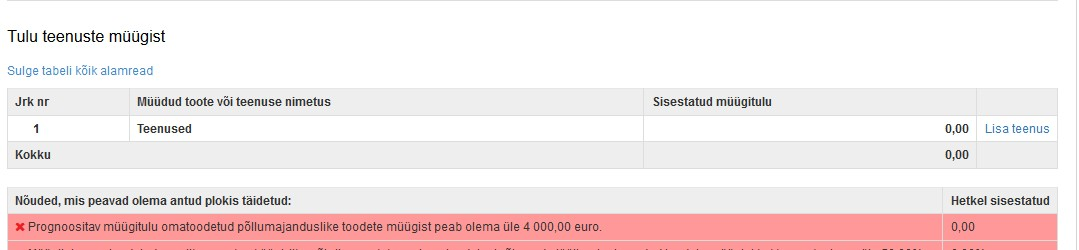 Tulu teenuste müügist
Sulge tabeli kõik alamread
Jrk nr Müüdud toote või teenuse nimetus Sisestatud müügitulu
1 Teenused 0,00 Lisa teenus
Kokku 0,00
Nõuded, mis peavad olema antud plokis täidetud: Hetkel sisestatud
Prognoositav müügitulu omatoodetud põllumajanduslike toodete müügist peab olema üle 4 000,00 euro. 0,00